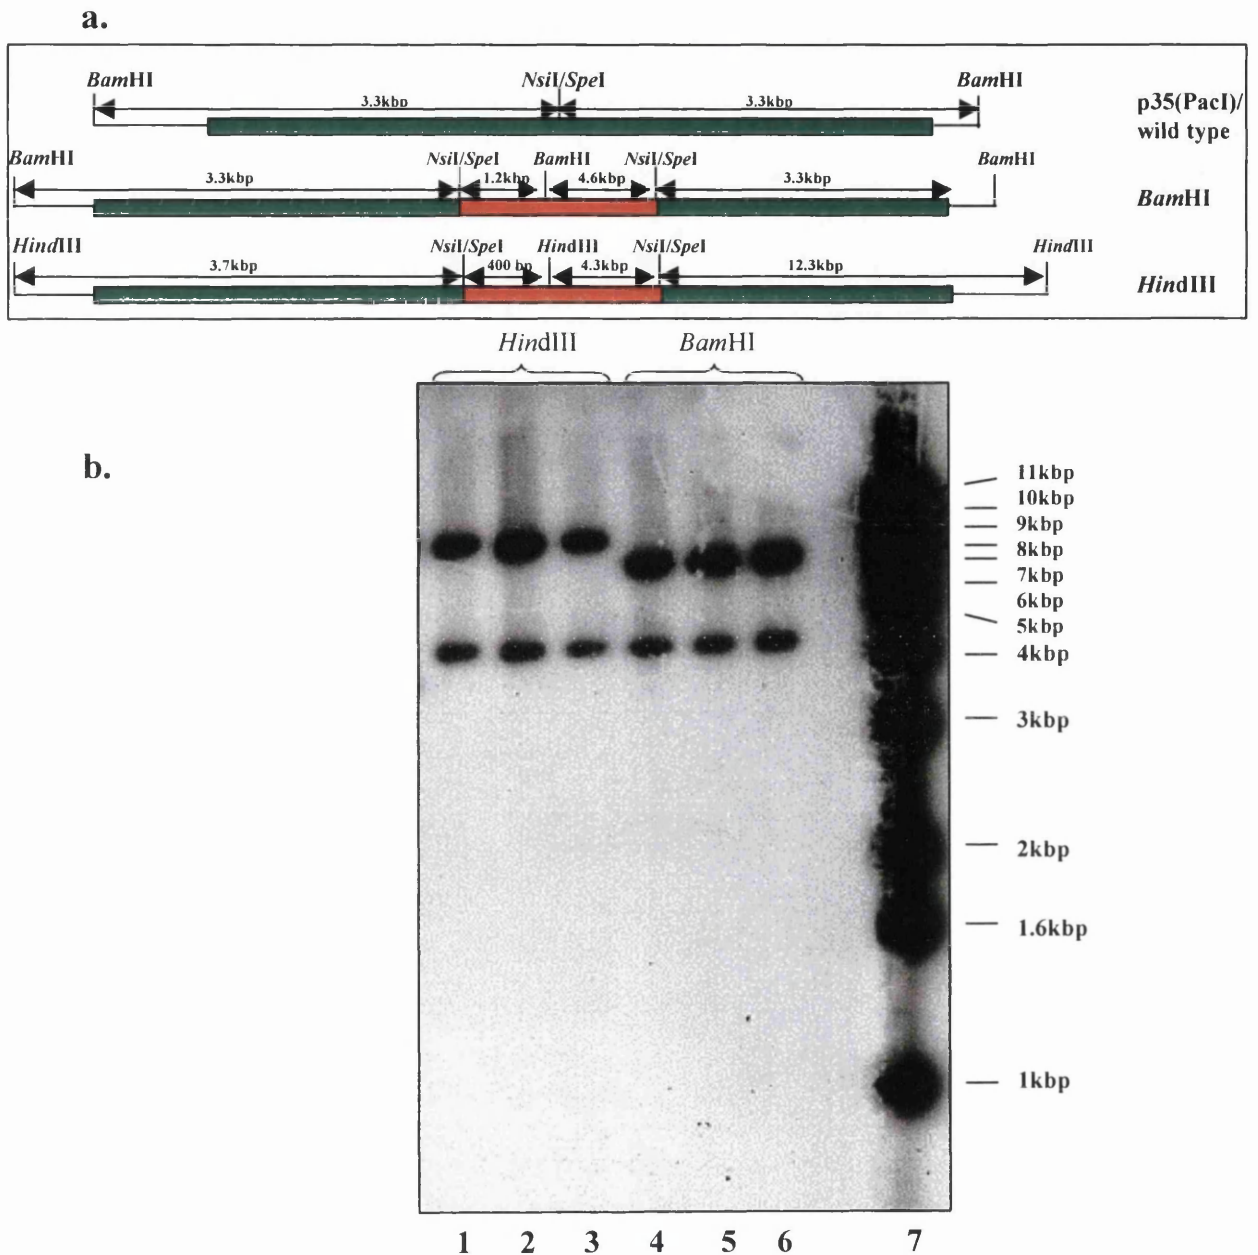 a.
BamHI NsiI/SpeI BamHI
3.3kbp 3.3kbp
p35(PacI)/
wild type
BamHI NsiI/SpeI BamHI NsiI/SpeI BamHI
3.3kbp 1.2kbp 4.6kbp 3.3kbp
BamHI
HindIII NsiI/SpeI HindIII NsiI/SpeI HindIII
3.7kbp 400 bp 4.3kbp 12.3kbp
HindIII
HindIII BamHI
b.
11kbp
10kbp
9kbp
8kbp
7kbp
6kbp
5kbp
4kbp
3kbp
2kbp
1.6kbp
1kbp
1 2 3 4 5 6 7